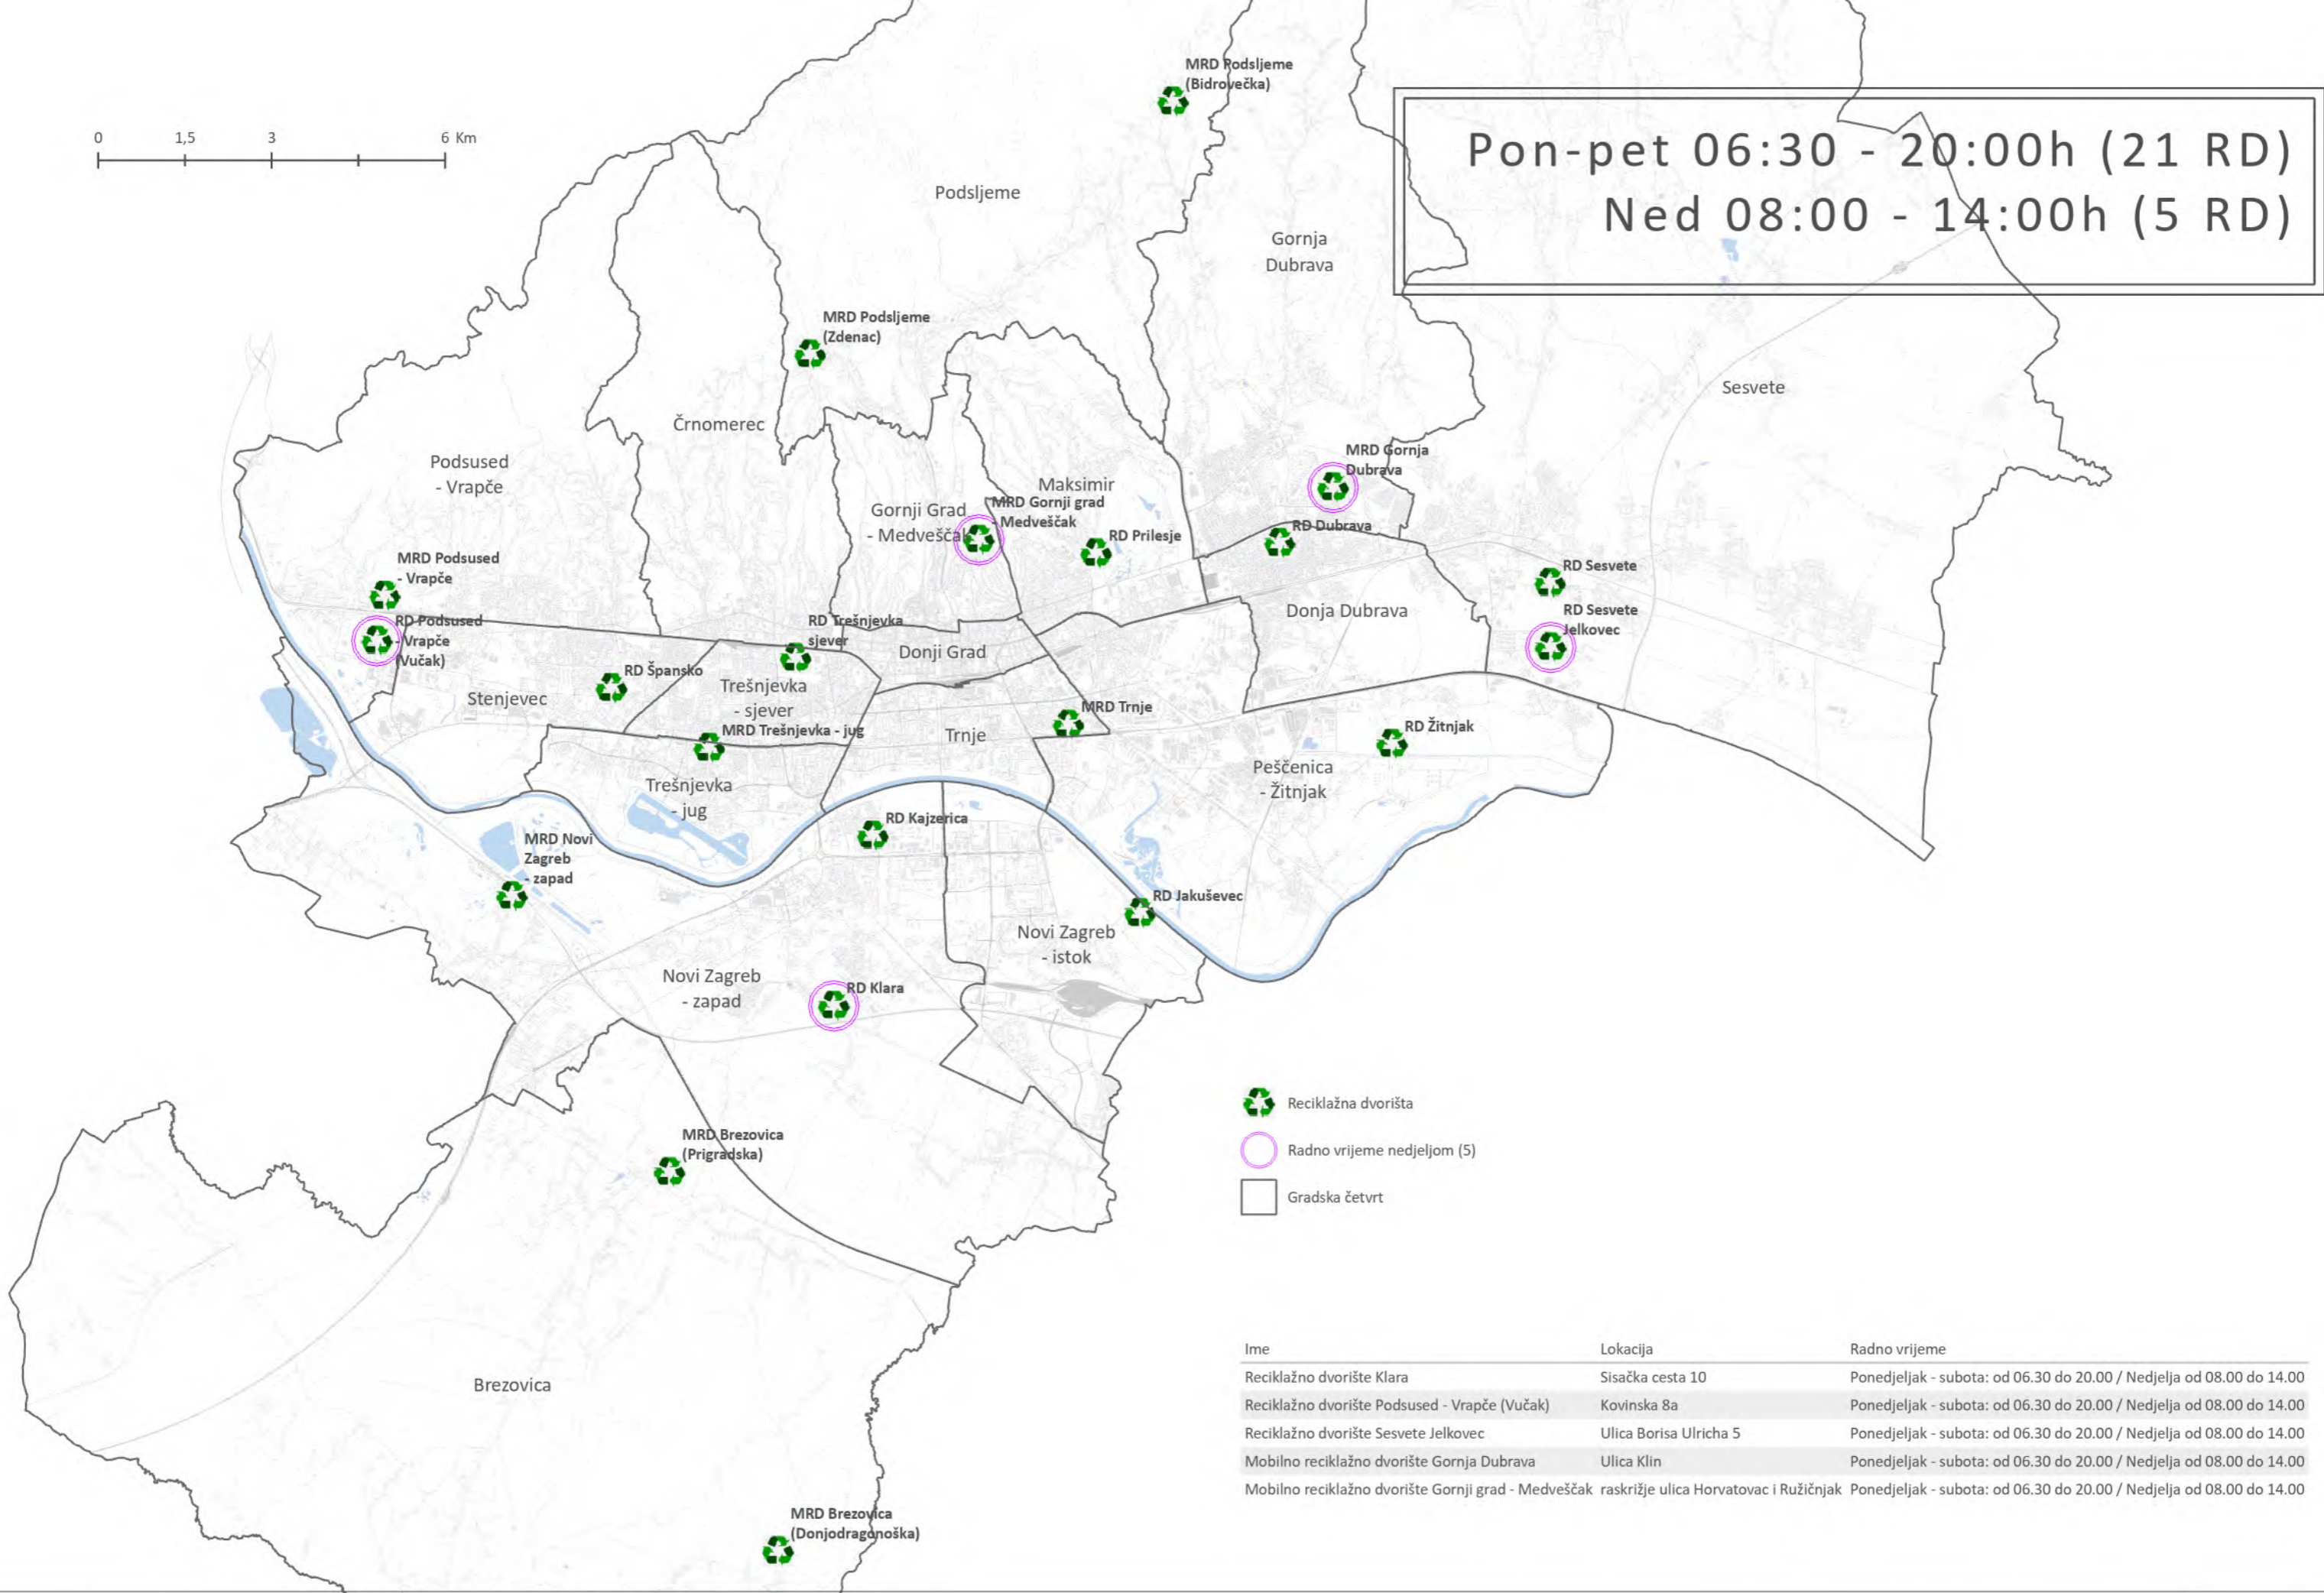 MRD Podsljeme
(Bidrovečka)
0 1,5 3 6 Km
Pon-pet 06:30 - 20:00h (21 RD)
Ned 08:00 - 14:00h (5 RD)
Podsljeme
Gornja
Dubrava
MRD Podsljeme
(Zdenac)
Sesvete
Črnomerec
Podsused
- Vrapče
MRD Gornja
Dubrava
Maksimir
Gornji Grad
- Medveščak
MRD Gornji grad
- Medveščak
RD Prilesje
RD Dubrava
MRD Podsused
- Vrapče
RD Sesvete
RD Sesvete
Jelkovec
Donja Dubrava
RD Podsused
- Vrapče
(Vučak)
RD Trešnjevka
sjever
Donji Grad
RD Špansko
Stenjevec
Trešnjevka
- sjever
MRD Trnje
MRD Trešnjevka - jug
Trnje
RD Žitnjak
Peščenica
- Žitnjak
Trešnjevka
- jug
RD Kajzerica
MRD Novi
Zagreb
- zapad
RD Jakuševec
Novi Zagreb
- istok
Novi Zagreb
- zapad
RD Klara
Reciklažna dvorišta
Radno vrijeme nedjeljom (5)
Gradska četvrt
MRD Brezovica
(Prigradska)
Brezovica
MRD Brezovica
(Donjodragonoška)
Ime Lokacija Radno vrijeme
Reciklažno dvorište Klara Sisačka cesta 10 Ponedjeljak - subota: od 06.30 do 20.00 / Nedjelja od 08.00 do 14.00
Reciklažno dvorište Podsused - Vrapče (Vučak) Kovinska 8a Ponedjeljak - subota: od 06.30 do 20.00 / Nedjelja od 08.00 do 14.00
Reciklažno dvorište Sesvete Jelkovec Ulica Borisa Ulricha 5 Ponedjeljak - subota: od 06.30 do 20.00 / Nedjelja od 08.00 do 14.00
Mobilno reciklažno dvorište Gornja Dubrava Ulica Klin Ponedjeljak - subota: od 06.30 do 20.00 / Nedjelja od 08.00 do 14.00
Mobilno reciklažno dvorište Gornji grad - Medveščak raskrižje ulica Horvatovac i Ružičnjak Ponedjeljak - subota: od 06.30 do 20.00 / Nedjelja od 08.00 do 14.00